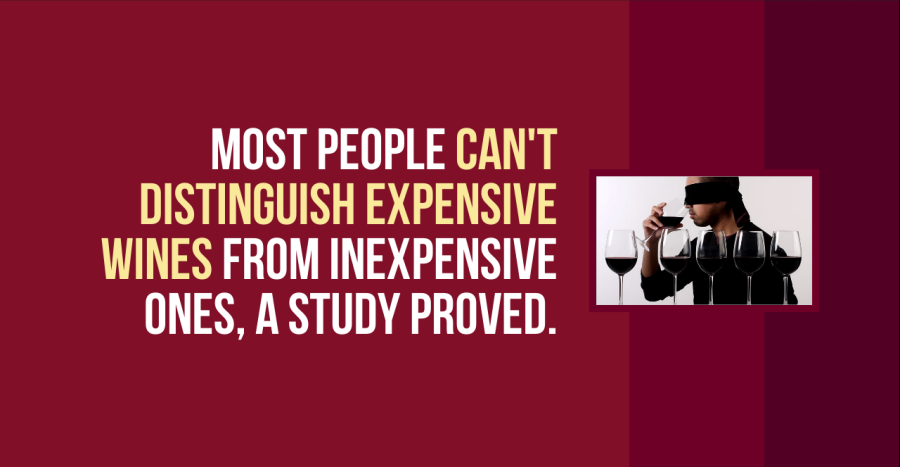 MOST PEOPLE CAN'T
DISTINGUISH EXPENSIVE
WINES FROM INEXPENSIVE
ONES, A STUDY PROVED.